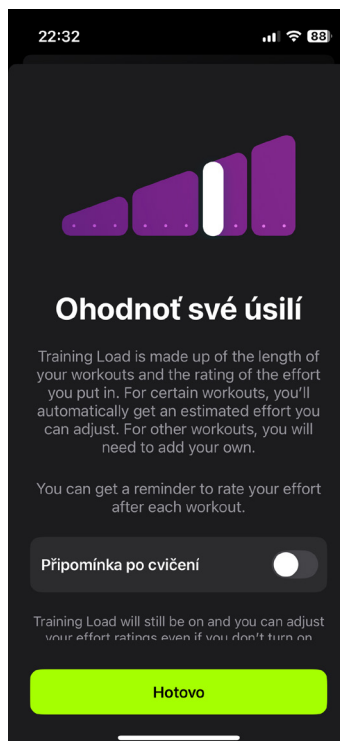 22:32
88
Ohodnoť své úsilí
Training Load is made up of the length of
your workouts and the rating of the effort
you put in. For certain workouts, you'll
automatically get an estimated effort you
can adjust. For other workouts, you will
need to add your own.
You can get a reminder to rate your effort
after each workout.
Připomínka po cvičení
Training Load will still be on and you can adjust
your effort ratings even if you don't turn on
Hotovo